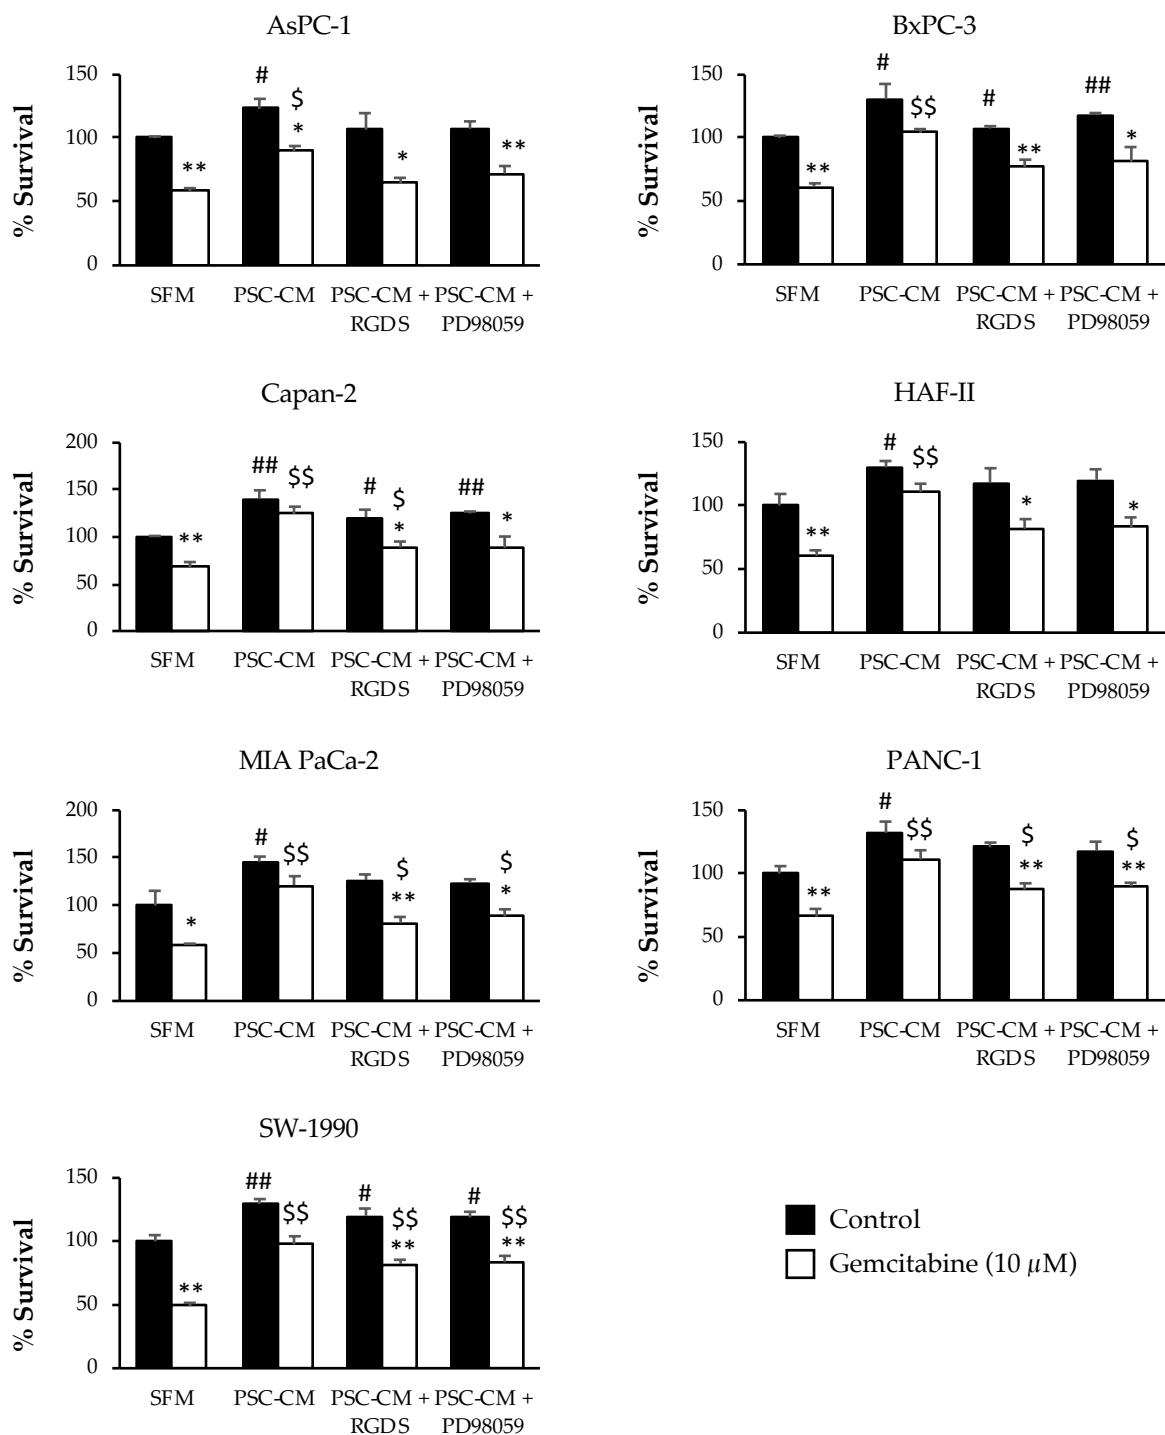 AsPC-1
% Survival
150
100
50
0
#
$
**
*
*
**
SFM
PSC-CM
PSC-CM +
RGDS
PSC-CM +
PD98059
BxPC-3
% Survival
150
100
50
0
#
$$
#
##
**
**
*
SFM
PSC-CM
PSC-CM +
RGDS
PSC-CM +
PD98059
Capan-2
% Survival
200
150
100
50
0
##
$$
#
$
##
**
*
*
SFM
PSC-CM
PSC-CM +
RGDS
PSC-CM +
PD98059
HAF-II
% Survival
150
100
50
0
#
$$
**
*
*
SFM
PSC-CM
PSC-CM +
RGDS
PSC-CM +
PD98059
MIA PaCa-2
% Survival
200
150
100
50
0
#
$$
$
$
*
**
*
SFM
PSC-CM
PSC-CM +
RGDS
PSC-CM +
PD98059
PANC-1
% Survival
150
100
50
0
#
$$
$
$
**
**
**
SFM
PSC-CM
PSC-CM +
RGDS
PSC-CM +
PD98059
SW-1990
% Survival
150
100
50
0
##
$$
#
$$
#
$$
**
**
**
SFM
PSC-CM
PSC-CM +
RGDS
PSC-CM +
PD98059
Control
Gemcitabine (10 µM)